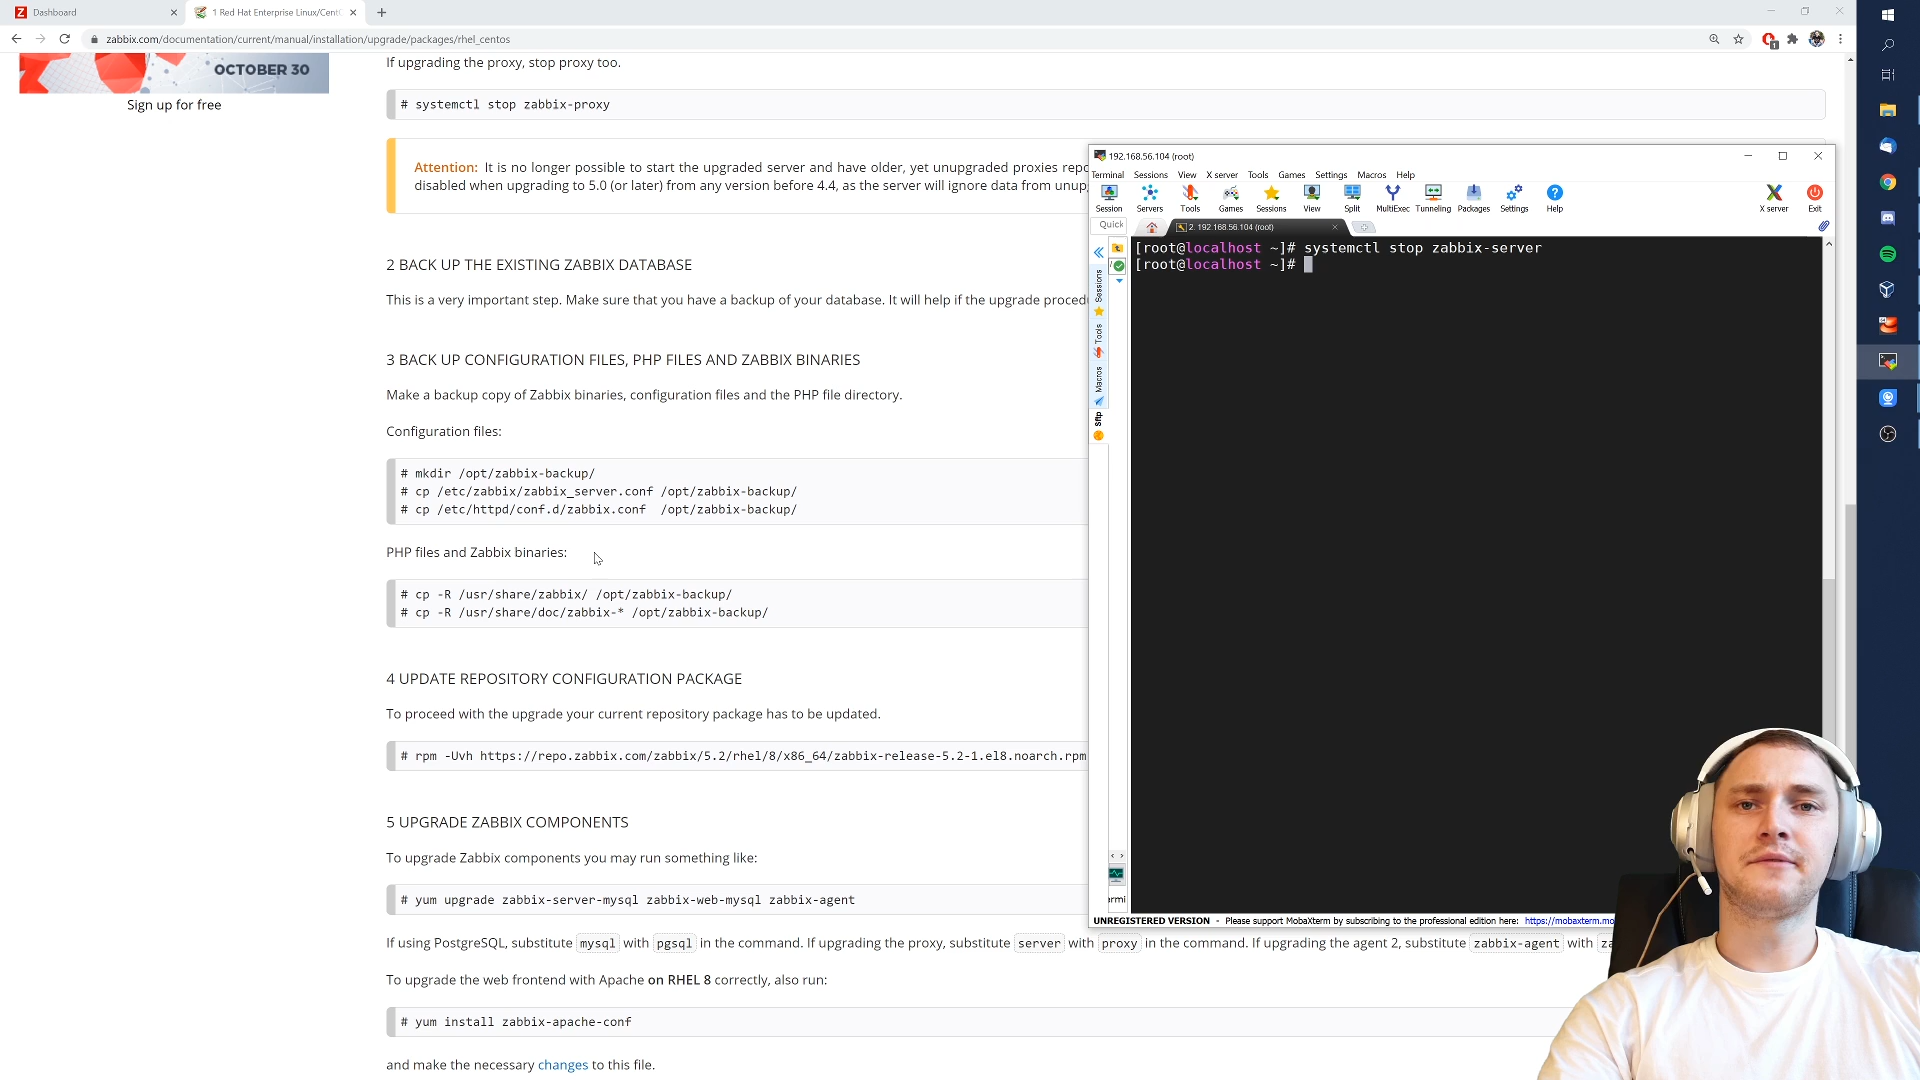 Dashboard
1 Red Hat Enterprise Linux/Cent
zabbix.com/documentation/current/manual/installation/upgrade/packages/rhel_centos
OCTOBER 30
Sign up for free
If upgrading the proxy, stop proxy too.
# systemctl stop zabbix-proxy
Attention: It is no longer possible to start the upgraded server and have older, yet unupgraded proxies repo
disabled when upgrading to 5.0 (or later) from any version before 4.4, as the server will ignore data from unup
2 BACK UP THE EXISTING ZABBIX DATABASE
This is a very important step. Make sure that you have a backup of your database. It will help if the upgrade proced
3 BACK UP CONFIGURATION FILES, PHP FILES AND ZABBIX BINARIES
Make a backup copy of Zabbix binaries, configuration files and the PHP file directory.
Configuration files:
# mkdir /opt/zabbix-backup/
# cp /etc/zabbix/zabbix_server.conf /opt/zabbix-backup/
# cp /etc/httpd/conf.d/zabbix.conf  /opt/zabbix-backup/
PHP files and Zabbix binaries:
# cp -R /usr/share/zabbix/ /opt/zabbix-backup/
# cp -R /usr/share/doc/zabbix-* /opt/zabbix-backup/
4 UPDATE REPOSITORY CONFIGURATION PACKAGE
To proceed with the upgrade your current repository package has to be updated.
# rpm -Uvh https://repo.zabbix.com/zabbix/5.2/rhel/8/x86_64/zabbix-release-5.2-1.el8.noarch.rpm
5 UPGRADE ZABBIX COMPONENTS
To upgrade Zabbix components you may run something like:
# yum upgrade zabbix-server-mysql zabbix-web-mysql zabbix-agent
If using PostgreSQL, substitute mysql with pgsql in the command. If upgrading the proxy, substitute server with proxy in the command. If upgrading the agent 2, substitute zabbix-agent with za
To upgrade the web frontend with Apache on RHEL 8 correctly, also run:
# yum install zabbix-apache-conf
and make the necessary changes to this file.
192.168.56.104 (root)
Terminal Sessions View X server Tools Games Settings Macros Help
Session Servers Tools Games Sessions View Split MultiExec Tunneling Packages Settings Help X server Exit
Quick
2. 192.168.56.104 (root)
[root@localhost ~]# systemctl stop zabbix-server
[root@localhost ~]#
Sessions
Tools
Macros
Sftp
UNREGISTERED VERSION - Please support MobaXterm by subscribing to the professional edition here: https://mobaxterm.mo